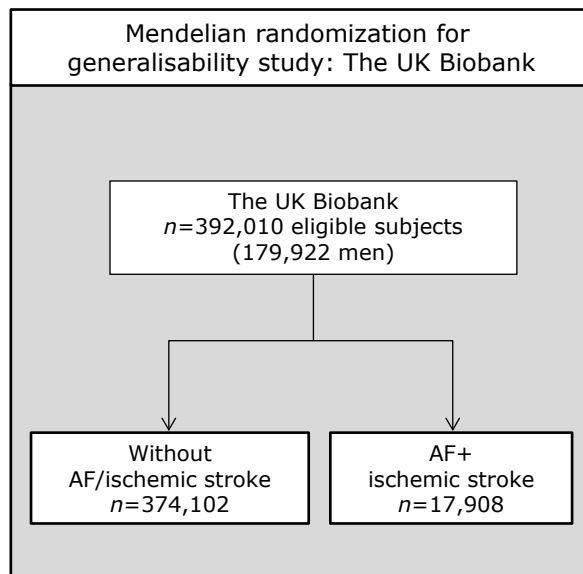 Mendelian randomization for
generalisability study: The UK Biobank
The UK Biobank
n=392,010 eligible subjects
(179,922 men)
Without
AF/ischemic stroke
n=374,102
AF+
ischemic stroke
n=17,908